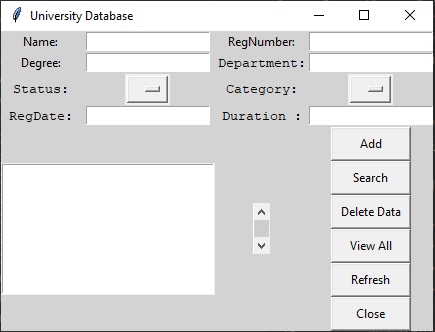 University Database
Name: RegNumber:
Degree: Department:
Status: Category:
RegDate: Duration :
Add
Search
Delete Data
View All
Refresh
Close